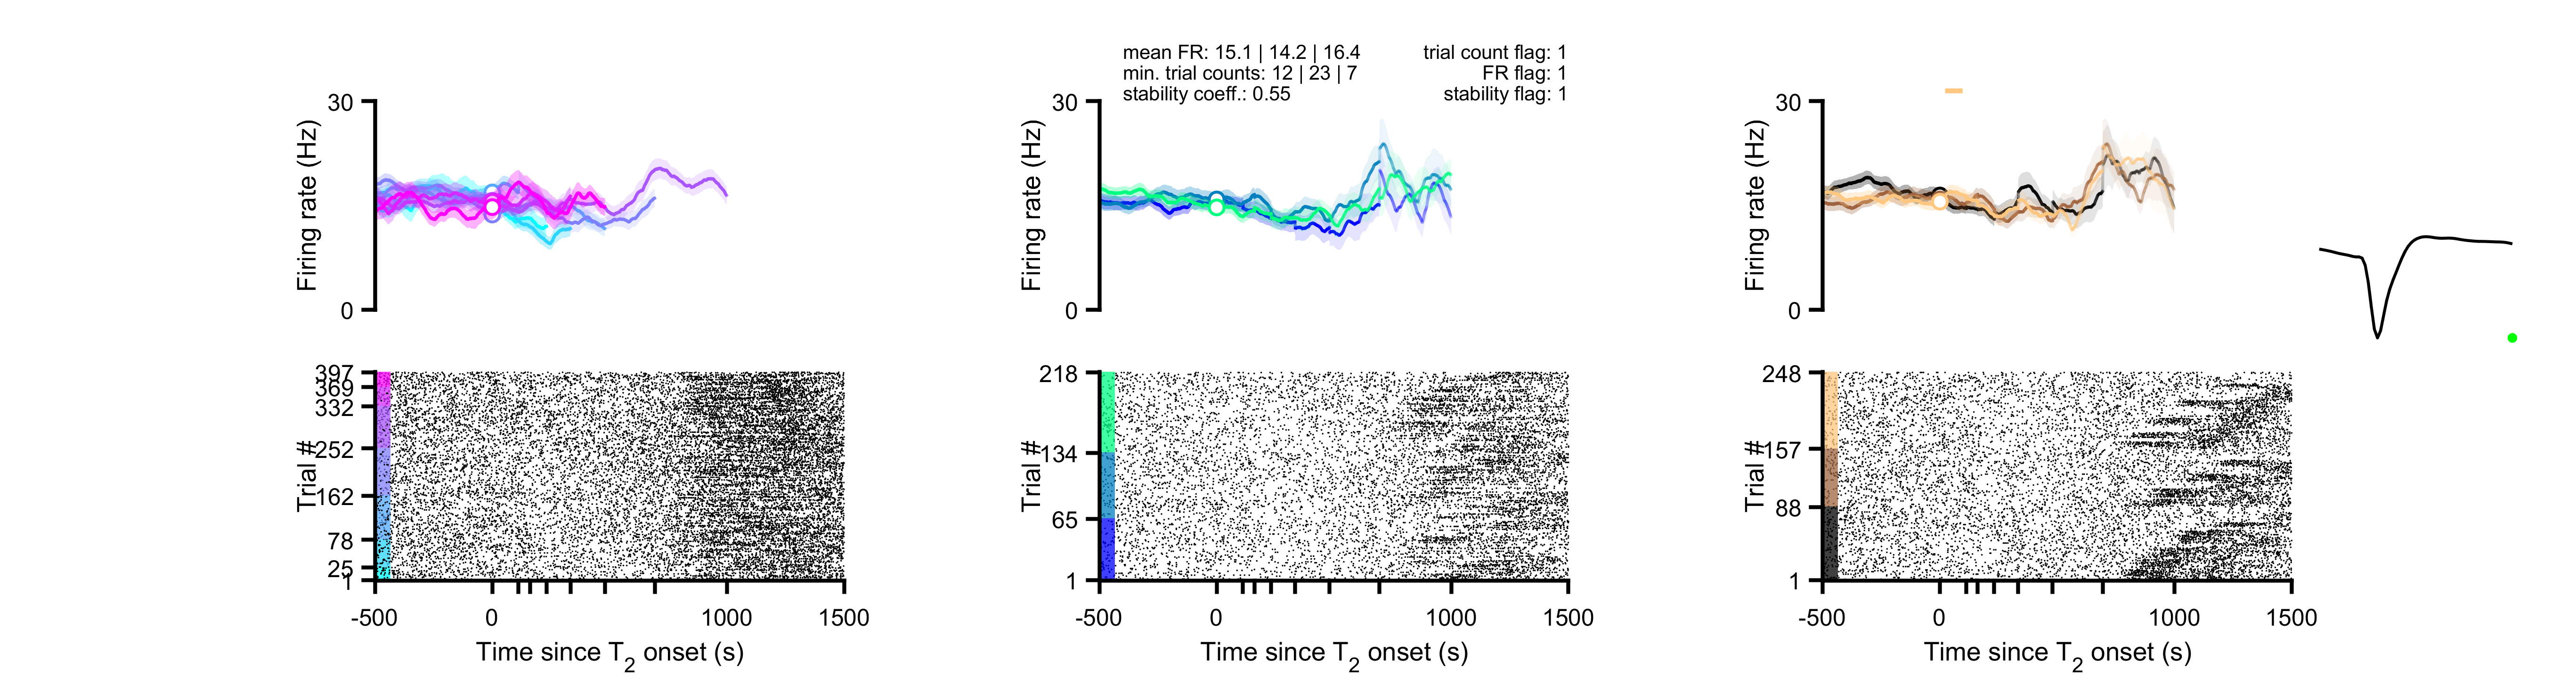 mean FR: 15.1 | 14.2 | 16.4
min. trial counts: 12 | 23 | 7
stability coeff.: 0.55
trial count flag: 1
FR flag: 1
stability flag: 1
30
Firing rate (Hz)
0
30
Firing rate (Hz)
0
30
Firing rate (Hz)
0
397
369
332
252
162
78
25
1
Trial #
-500 0 1000 1500
Time since T2 onset (s)
218
134
65
1
Trial #
-500 0 1000 1500
Time since T2 onset (s)
248
157
88
1
Trial #
-500 0 1000 1500
Time since T2 onset (s)